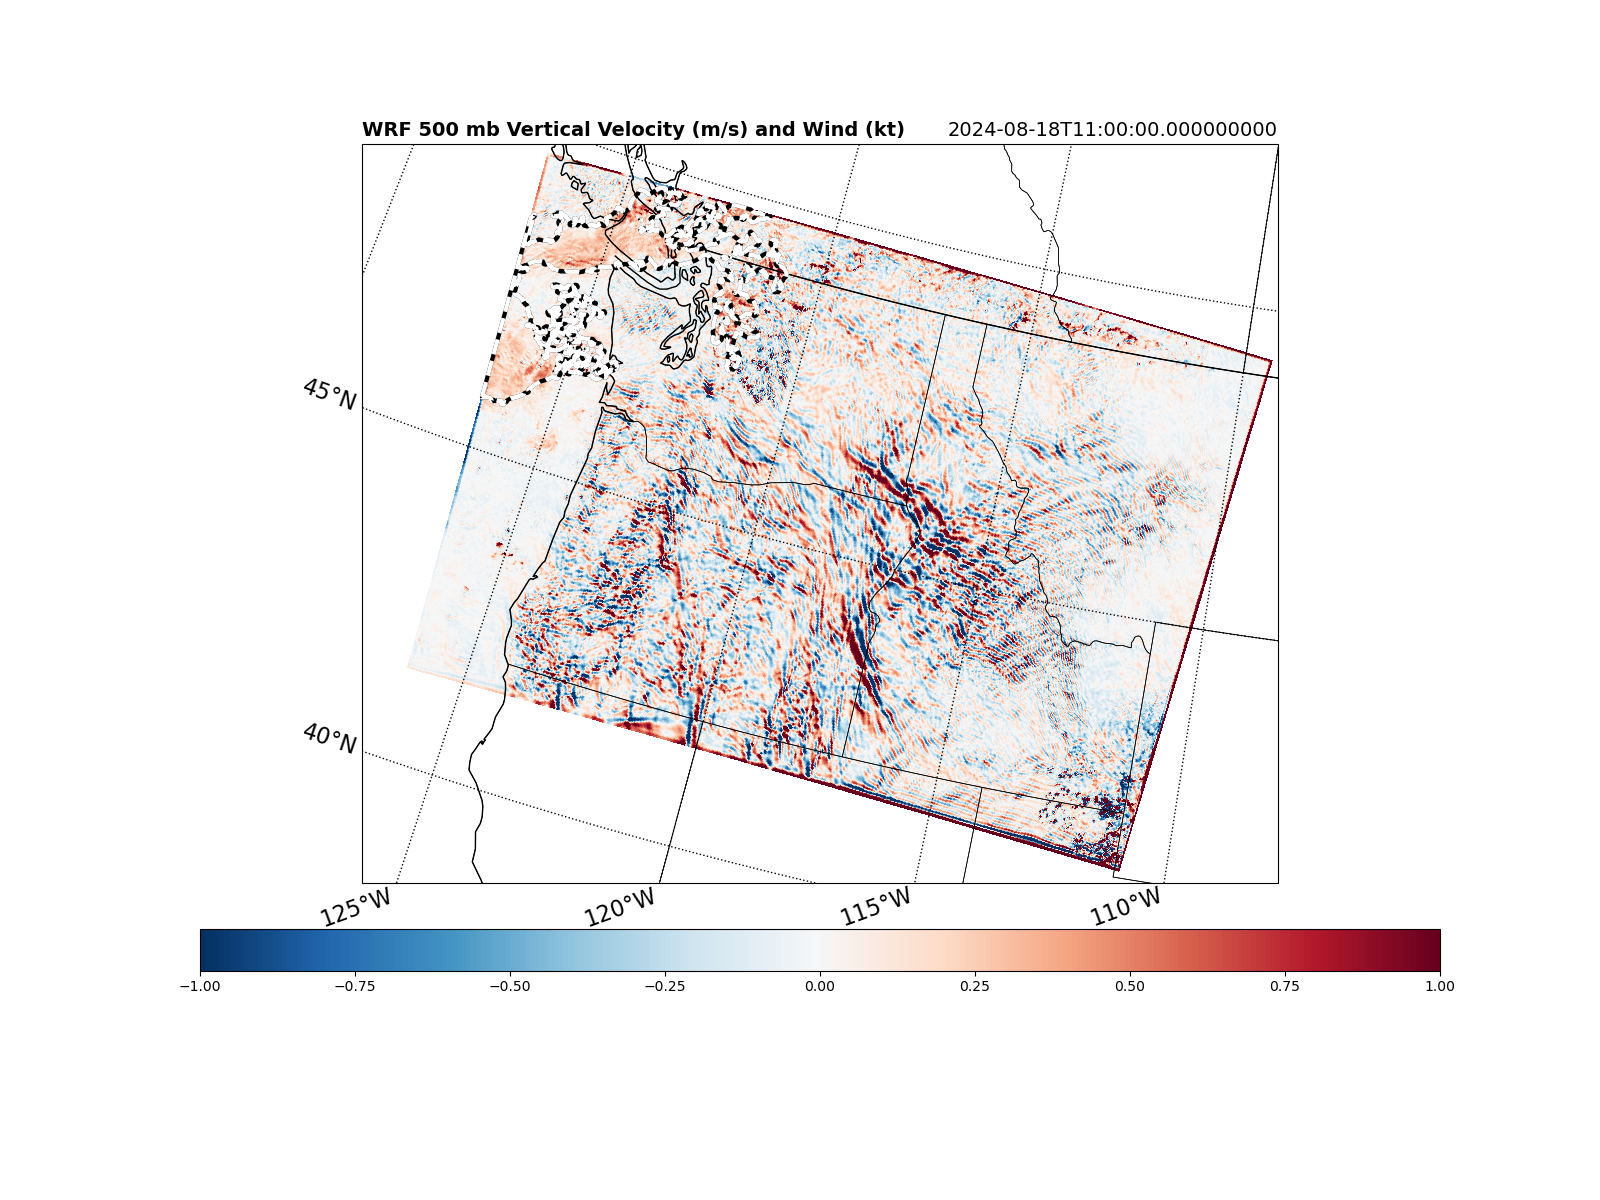 WRF 500 mb Vertical Velocity (m/s) and Wind (kt) 2024-08-18T11:00:00.000000000
45°N
40°N
125°W 120°W 115°W 110°W
−1.00 −0.75 −0.50 −0.25 0.00 0.25 0.50 0.75 1.00